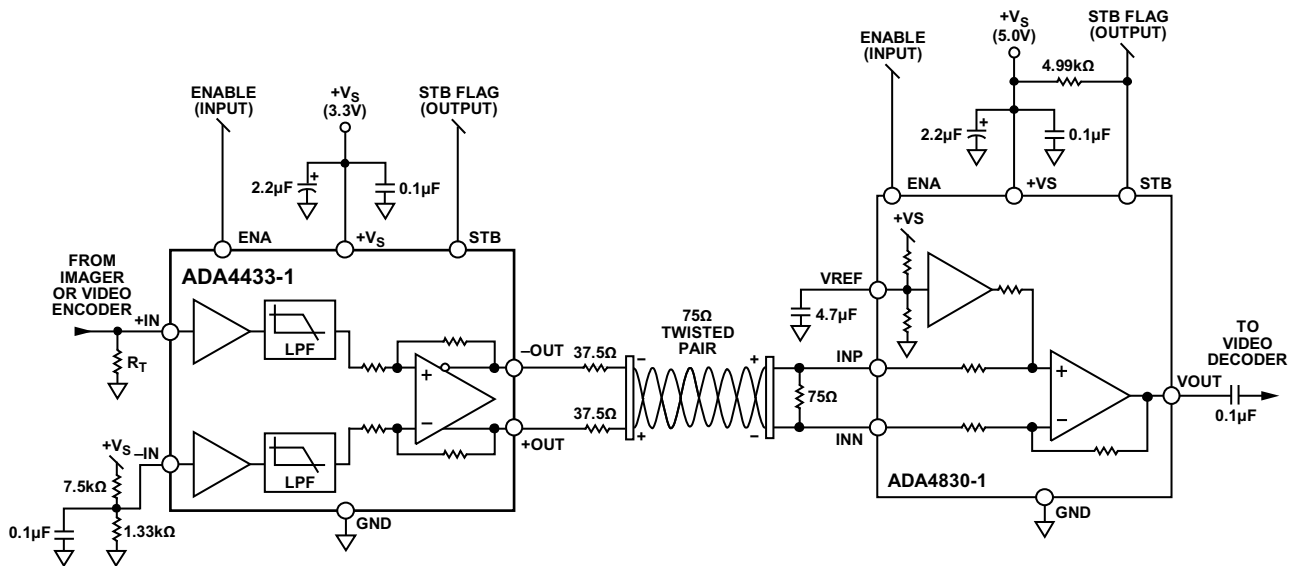 ENABLE
(INPUT)
+VS
(3.3V)
STB FLAG
(OUTPUT)
2.2µF
+
0.1µF
ENA
+VS
STB
FROM
IMAGER
OR VIDEO
ENCODER
ADA4433-1
+IN
RT
LPF
+
–
–OUT
+OUT
37.5Ω
37.5Ω
+VS
–IN
7.5kΩ
0.1µF
1.33kΩ
LPF
GND
75Ω
TWISTED
PAIR
–
+
+
–
75Ω
ENABLE
(INPUT)
+VS
(5.0V)
STB FLAG
(OUTPUT)
4.99kΩ
2.2µF
+
0.1µF
ENA
+VS
STB
+VS
VREF
4.7µF
INP
INN
+
–
VOUT
TO
VIDEO
DECODER
0.1µF
ADA4830-1
GND